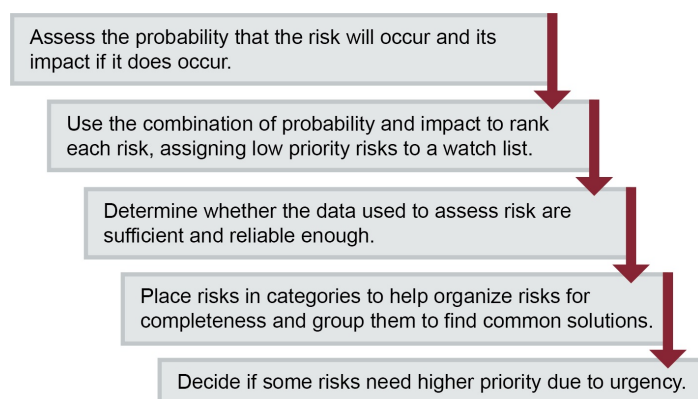 Assess the probability that the risk will occur and its
impact if it does occur.
Use the combination of probability and impact to rank
each risk, assigning low priority risks to a watch list.
Determine whether the data used to assess risk are
sufficient and reliable enough.
Place risks in categories to help organize risks for
completeness and group them to find common solutions.
Decide if some risks need higher priority due to urgency.